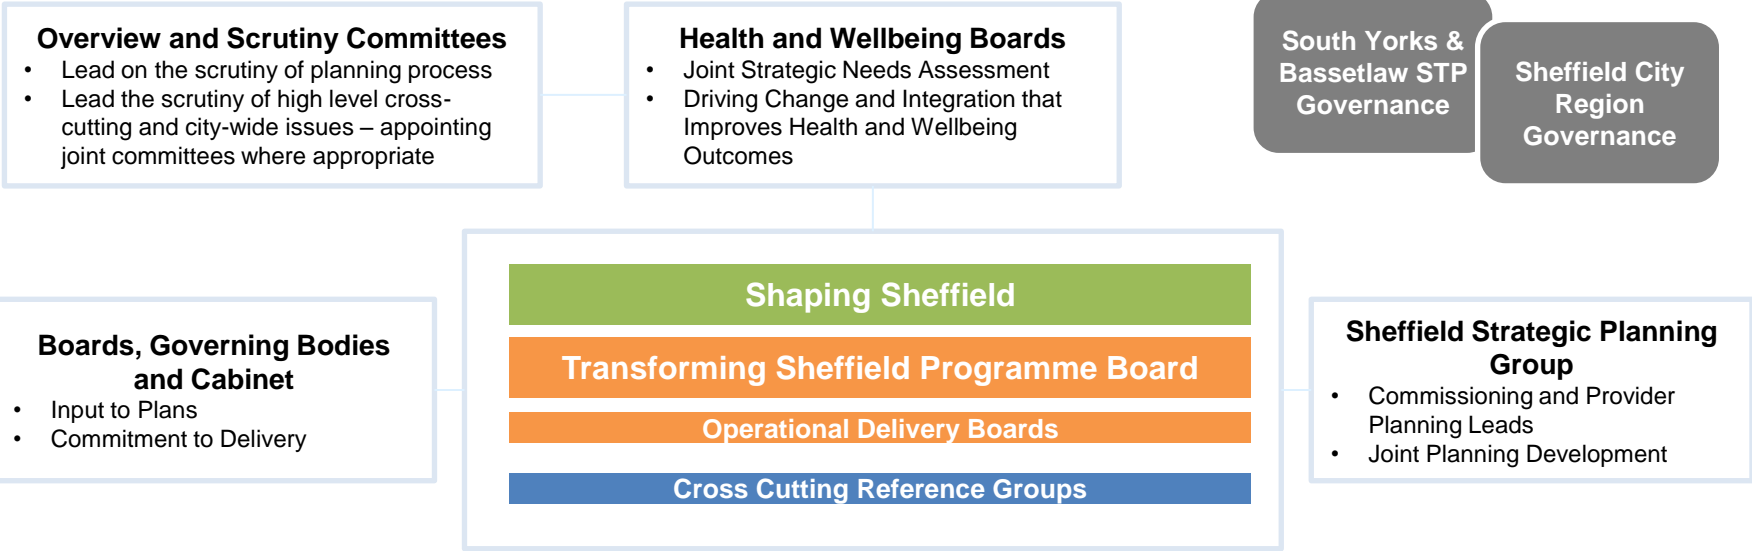 Overview and Scrutiny Committees
• Lead on the scrutiny of planning process
• Lead the scrutiny of high level cross-
cutting and city-wide issues – appointing
joint committees where appropriate
Health and Wellbeing Boards
• Joint Strategic Needs Assessment
• Driving Change and Integration that
Improves Health and Wellbeing
Outcomes
South Yorks &
Bassetlaw STP
Governance
Sheffield City
Region
Governance
Shaping Sheffield
Transforming Sheffield Programme Board
Operational Delivery Boards
Cross Cutting Reference Groups
Boards, Governing Bodies
and Cabinet
• Input to Plans
• Commitment to Delivery
Sheffield Strategic Planning
Group
• Commissioning and Provider
Planning Leads
• Joint Planning Development